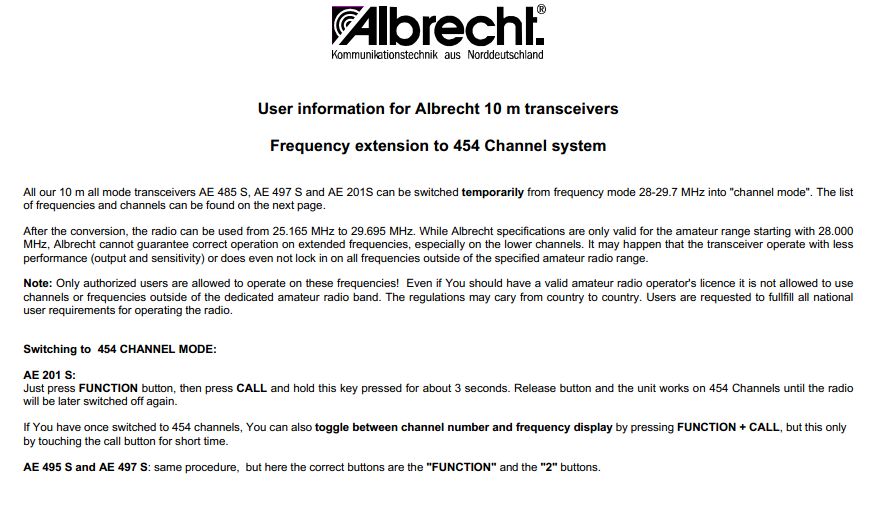 Albrecht.®
Kommunikationstechnik aus Norddeutschland
User information for Albrecht 10 m transceivers
Frequency extension to 454 Channel system
All our 10 m all mode transceivers AE 485 S, AE 497 S and AE 201S can be switched temporarily from frequency mode 28-29.7 MHz into "channel mode". The list
of frequencies and channels can be found on the next page.
After the conversion, the radio can be used from 25.165 MHz to 29.695 MHz. While Albrecht specifications are only valid for the amateur range starting with 28.000
MHz, Albrecht cannot guarantee correct operation on extended frequencies, especially on the lower channels. It may happen that the transceiver operate with less
performance (output and sensitivity) or does even not lock in on all frequencies outside of the specified amateur radio range.
Note: Only authorized users are allowed to operate on these frequencies! Even if You should have a valid amateur radio operator's licence it is not allowed to use
channels or frequencies outside of the dedicated amateur radio band. The regulations may cary from country to country. Users are requested to fullfill all national
user requirements for operating the radio.
Switching to 454 CHANNEL MODE:
AE 201 S:
Just press FUNCTION button, then press CALL and hold this key pressed for about 3 seconds. Release button and the unit works on 454 Channels until the radio
will be later switched off again.
If You have once switched to 454 channels, You can also toggle between channel number and frequency display by pressing FUNCTION + CALL, but this only
by touching the call button for short time.
AE 495 S and AE 497 S: same procedure, but here the correct buttons are the "FUNCTION" and the "2" buttons.